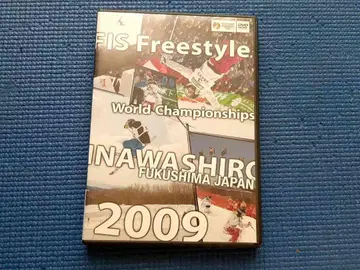 FIS Freestyle
World Championships
INAWASHIRO
FUKUSHIMA JAPAN
2009